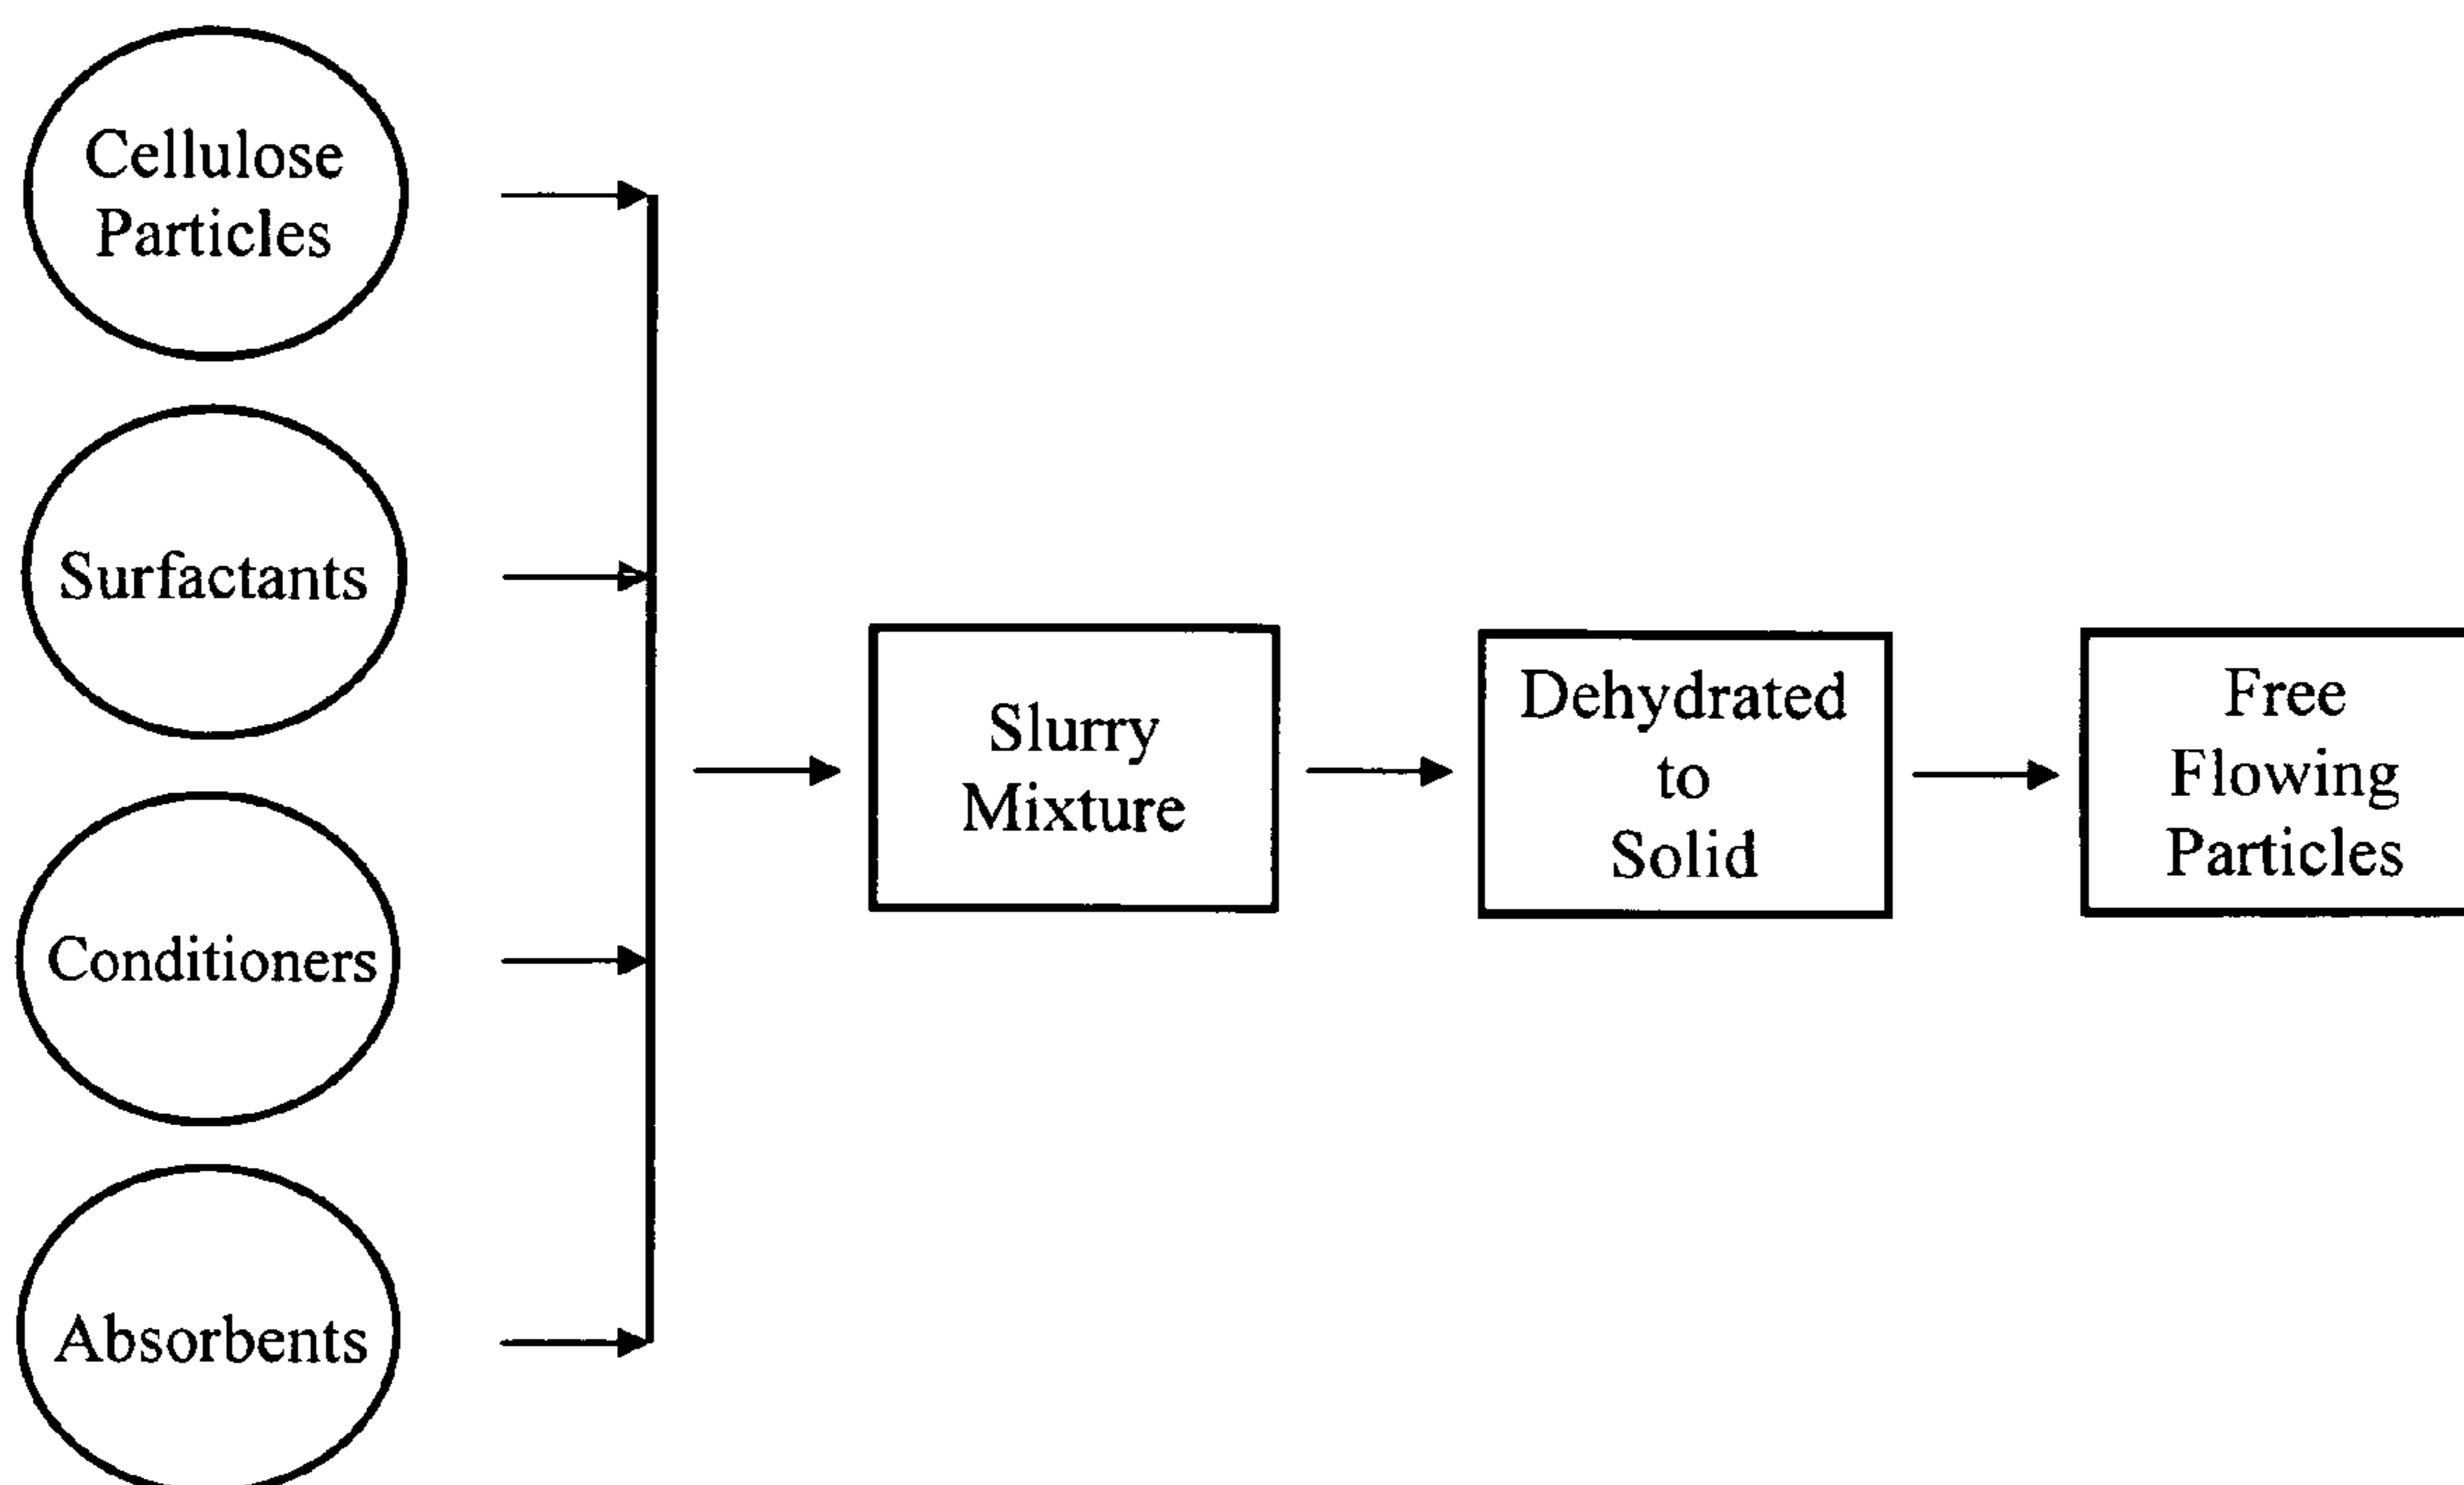 Cellulose
Particles
Surfactants
Conditioners
Absorbents
Slurry
Mixture
Dehydrated
to
Solid
Free
Flowing
Particles